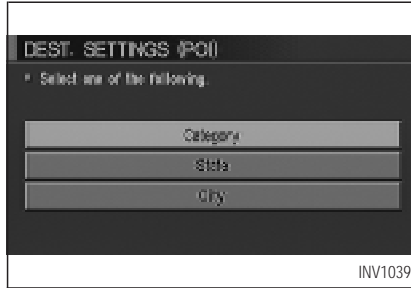 DEST. SETTINGS (POI)
Select one of the following.
Category
State
City
INV1039